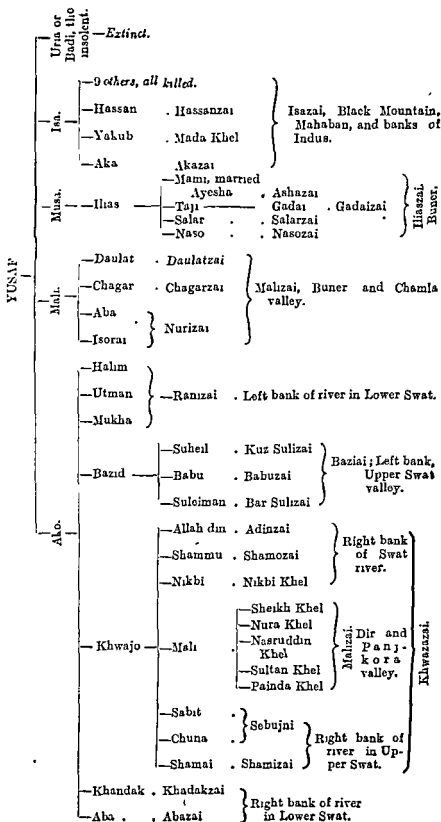 YUSAF
Uria or
Badi, the
insolent.
—Extinct.
Isa.
—9 others, all killed.
—Hassan . Hassanzai
—Yakub . Mada Khel
—Aka Akazai
Isazai, Black Mountain,
Mahaban, and banks of
Indus.
Musa.
—Ilias
—Mami, married
Ayesha . Ashazai
—Taji . Gadai . Gadaizai
—Salar . Salarzai
—Naso . Nasozai
Iliaszai.
Buner.
Mali.
—Daulat . Daulatzai
—Chagar . Chagarzai
—Aba
—Isorai
Nurizai
Malizai, Buner and Chamla
valley.
Ako.
—Halim
—Utman
—Mukha
—Ranizai . Left bank of river in Lower Swat.
—Bazid
—Suheil . Kuz Sulizai
—Babu . Babuzai
—Suleiman . Bar Sulizai
Baziai; Left bank,
Upper Swat
valley.
—Khwajo
—Allah din . Adinzai
—Shammu . Shamozai
—Nikbi . Nikbi Khel
Right bank
of Swat
river.
—Mali
—Sheikh Khel
—Nura Khel
—Nasruddin
Khel
—Sultan Khel
—Painda Khel
Malizai.
Dir and
Panj-
kora
valley.
—Sabit .
—Chuna .
Sebujni
—Shamai . Shamizai
Right bank of
river in Up-
per Swat.
Khwazazai.
—Khandak . Khadakzai
—Aba . . Abazai
Right bank of river
in Lower Swat.